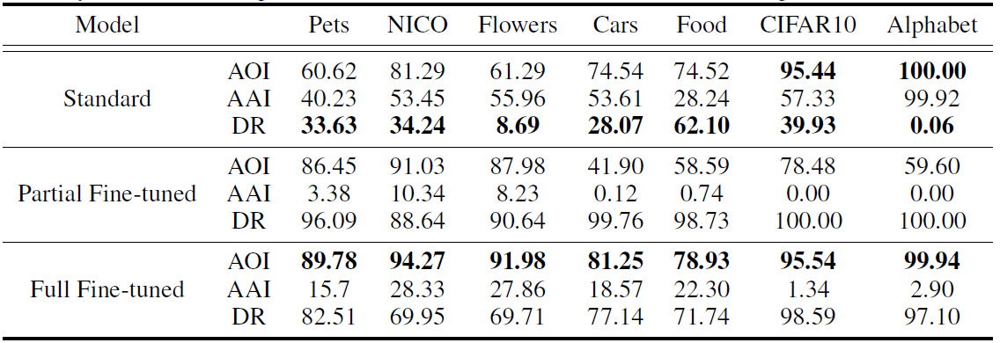 Model Pets NICO Flowers Cars Food CIFAR10 Alphabet
AOI 60.62 81.29 61.29 74.54 74.52 95.44 100.00
Standard AAI 40.23 53.45 55.96 53.61 28.24 57.33 99.92
DR 33.63 34.24 8.69 28.07 62.10 39.93 0.06
AOI 86.45 91.03 87.98 41.90 58.59 78.48 59.60
Partial Fine-tuned AAI 3.38 10.34 8.23 0.12 0.74 0.00 0.00
DR 96.09 88.64 90.64 99.76 98.73 100.00 100.00
AOI 89.78 94.27 91.98 81.25 78.93 95.54 99.94
Full Fine-tuned AAI 15.7 28.33 27.86 18.57 22.30 1.34 2.90
DR 82.51 69.95 69.71 77.14 71.74 98.59 97.10